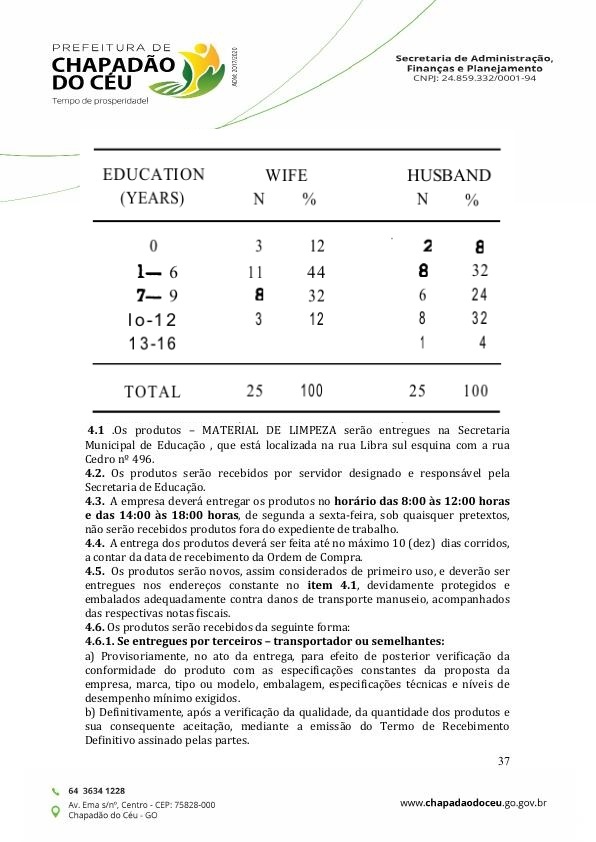 PREFEITURA DE
CHAPADÃO
DO CÉU
Tempo de prosperidade!
ADM: 2017/2020
Secretaria de Administração,
Finanças e Planejamento
CNPJ: 24.859.332/0001-94
EDUCATION WIFE HUSBAND
(YEARS) N % N %
0 3 12 2 8
1— 6 11 44 8 32
7— 9 8 32 6 24
lo-12 3 12 8 32
13-16 1 4
TOTAL 25 100 25 100
4.1 .Os produtos – MATERIAL DE LIMPEZA serão entregues na Secretaria
Municipal de Educação , que está localizada na rua Libra sul esquina com a rua
Cedro nº 496.
4.2. Os produtos serão recebidos por servidor designado e responsável pela
Secretaria de Educação.
4.3. A empresa deverá entregar os produtos no horário das 8:00 às 12:00 horas
e das 14:00 às 18:00 horas, de segunda a sexta-feira, sob quaisquer pretextos,
não serão recebidos produtos fora do expediente de trabalho.
4.4. A entrega dos produtos deverá ser feita até no máximo 10 (dez) dias corridos,
a contar da data de recebimento da Ordem de Compra.
4.5. Os produtos serão novos, assim considerados de primeiro uso, e deverão ser
entregues nos endereços constante no item 4.1, devidamente protegidos e
embalados adequadamente contra danos de transporte manuseio, acompanhados
das respectivas notas fiscais.
4.6. Os produtos serão recebidos da seguinte forma:
4.6.1. Se entregues por terceiros – transportador ou semelhantes:
a) Provisoriamente, no ato da entrega, para efeito de posterior verificação da
conformidade do produto com as especificações constantes da proposta da
empresa, marca, tipo ou modelo, embalagem, especificações técnicas e níveis de
desempenho mínimo exigidos.
b) Definitivamente, após a verificação da qualidade, da quantidade dos produtos e
sua consequente aceitação, mediante a emissão do Termo de Recebimento
Definitivo assinado pelas partes.
37
64 3634 1228
Av. Ema s/nº, Centro - CEP: 75828-000
Chapadão do Céu - GO
www.chapadaodoceu.go.gov.br